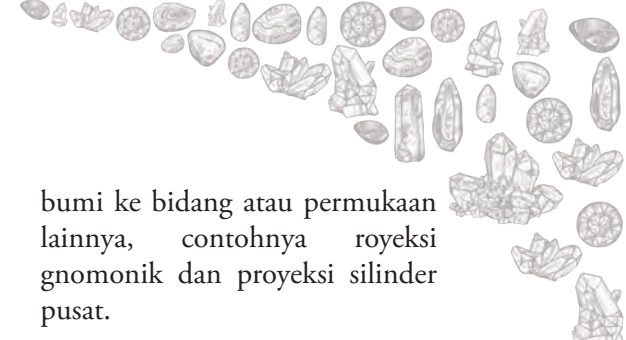 bumi ke bidang atau permukaan
lainnya, contohnya royeksi
gnomonik dan proyeksi silinder
pusat.